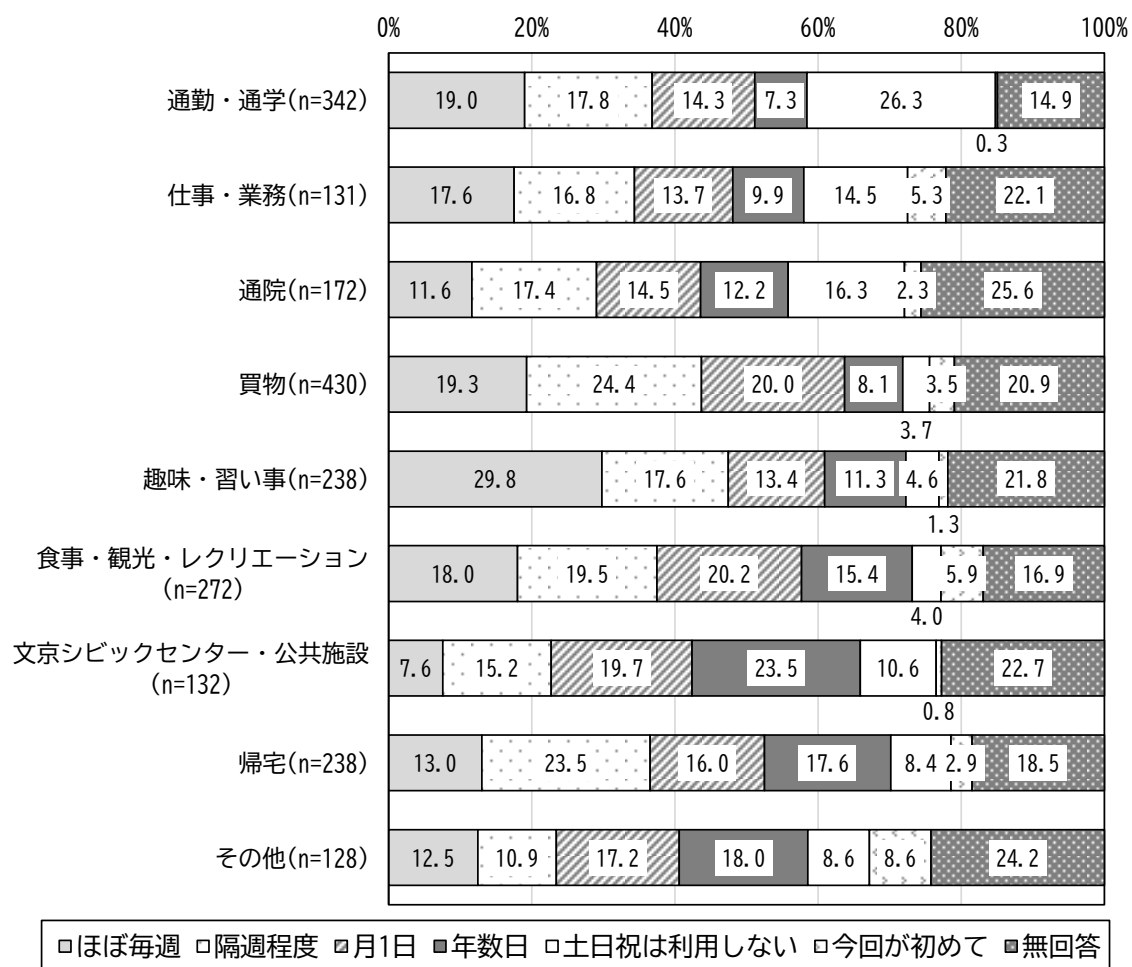 0% 20% 40% 60% 80% 100%
通勤・通学(n=342) 19.0 17.8 14.3 7.3 26.3 14.9
0.3
仕事・業務(n=131) 17.6 16.8 13.7 9.9 14.5 5.3 22.1
通院(n=172) 11.6 17.4 14.5 12.2 16.3 2.3 25.6
買物(n=430) 19.3 24.4 20.0 8.1 3.5 20.9
3.7
趣味・習い事(n=238) 29.8 17.6 13.4 11.3 4.6 21.8
1.3
食事・観光・レクリエーション
(n=272) 18.0 19.5 20.2 15.4 5.9 16.9
4.0
文京シビックセンター・公共施設
(n=132) 7.6 15.2 19.7 23.5 10.6 22.7
0.8
帰宅(n=238) 13.0 23.5 16.0 17.6 8.4 2.9 18.5
その他(n=128) 12.5 10.9 17.2 18.0 8.6 8.6 24.2
ほぼ毎週 隔週程度 月1日 年数日 土日祝は利用しない 今回が初めて 無回答